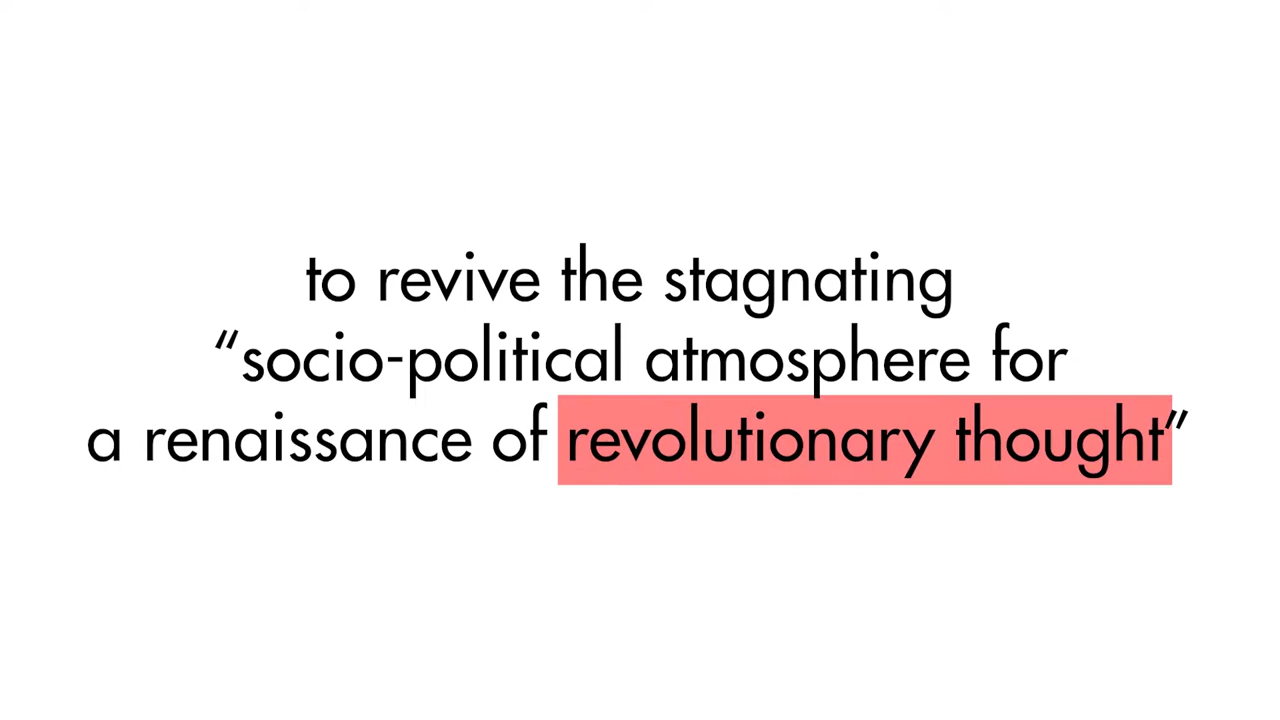 to revive the stagnating
“socio-political atmosphere for
a renaissance of revolutionary thought”